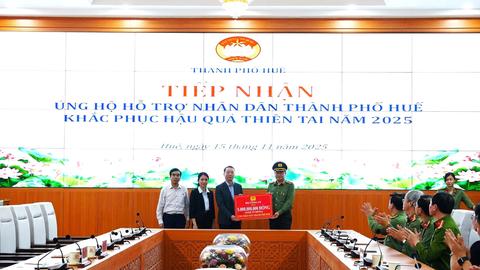 THÀNH PHỐ HUẾ
TIẾP NHẬN
ỦNG HỘ HỖ TRỢ NHÂN DÂN THÀNH PHỐ HUẾ
KHẮC PHỤC HẬU QUẢ THIÊN TAI NĂM 2025
Huế, ngày 15 tháng 11 năm 2025